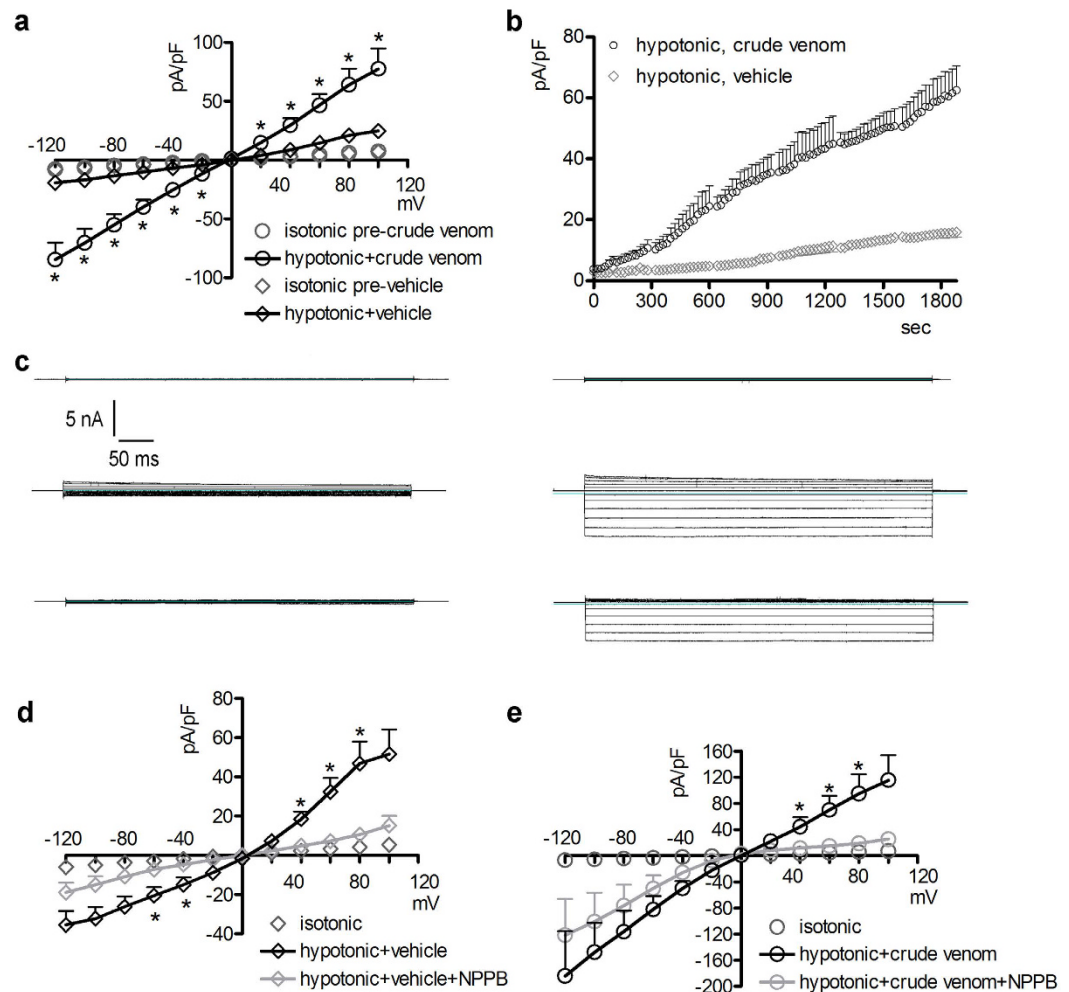 a
pA/pF
100
50
-50
-100
-120
-80
-40
40
80
120
mV
* * * * *
* * * * * *
isotonic pre-crude venom
hypotonic+crude venom
isotonic pre-vehicle
hypotonic+vehicle
b
pA/pF
80
60
40
20
0
0 300 600 900 1200 1500 1800
sec
hypotonic, crude venom
hypotonic, vehicle
c
5 nA
50 ms
d
pA/pF
80
60
40
20
-20
-40
-120
-80
-40
40
80
120
mV
* * *
* *
isotonic
hypotonic+vehicle
hypotonic+vehicle+NPPB
e
pA/pF
160
120
80
40
-40
-80
-120
-160
-200
-120
-80
-40
40
80
120
mV
* * *
isotonic
hypotonic+crude venom
hypotonic+crude venom+NPPB